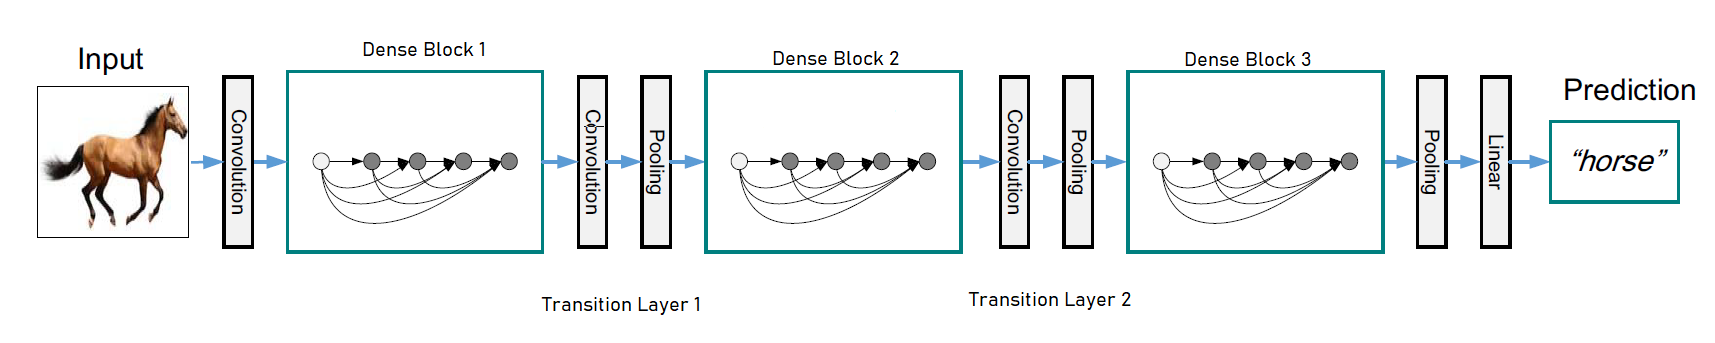 Input
Convolution
Dense Block 1
Convolution
Pooling
Transition Layer 1
Dense Block 2
Convolution
Pooling
Transition Layer 2
Dense Block 3
Pooling
Linear
Prediction
“horse”